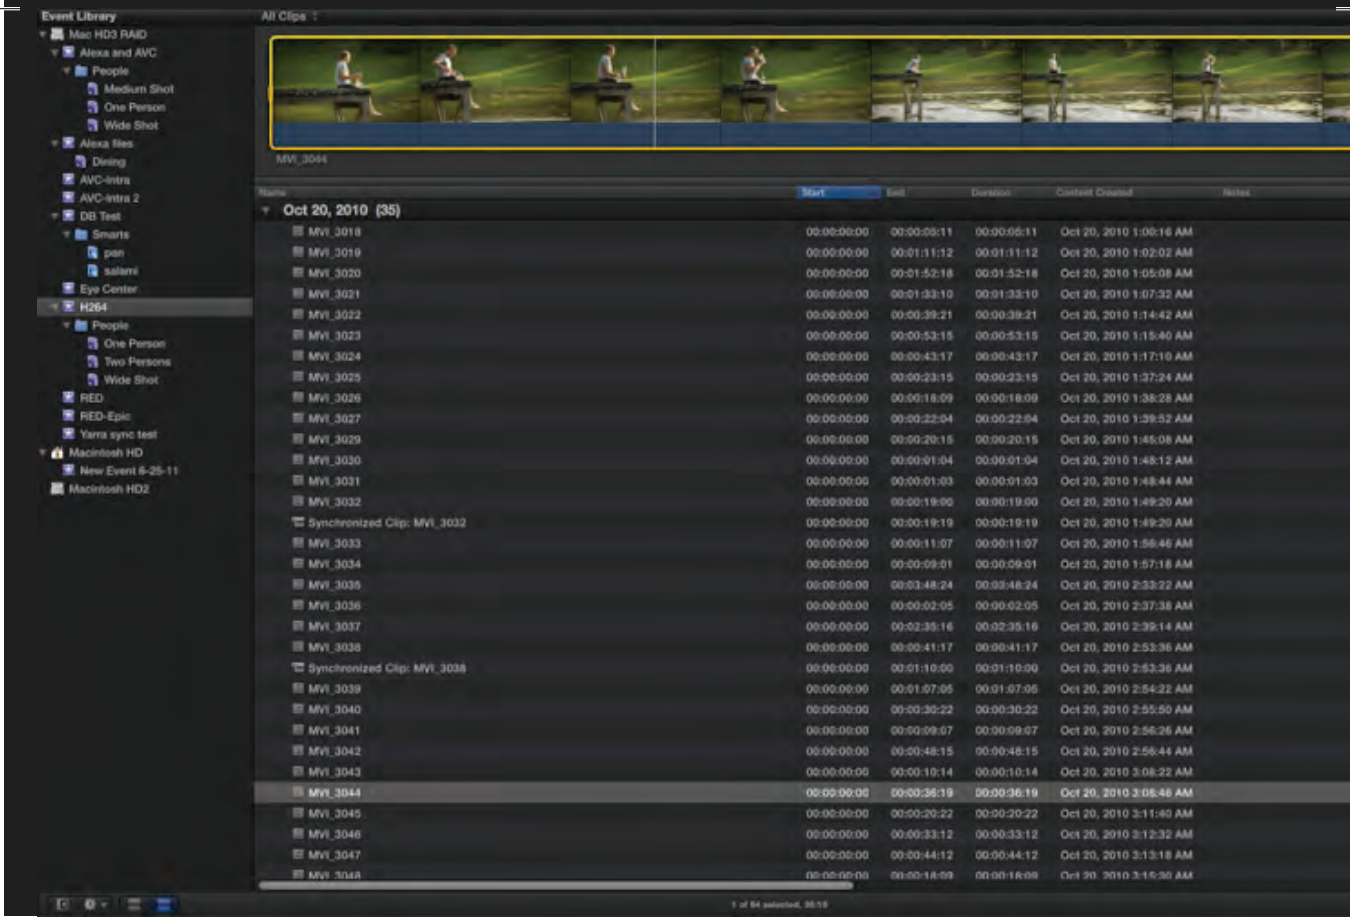 Event Library All Clips
Mac HD3 RAID
Alexa and AVC
People
Medium Shot
One Person
Wide Shot
Alexa files
Dining
AVC-Intra
AVC-Intra 2
DB Test
Smarts
pan
salami
Eye Center
H264
People
One Person
Two Persons
Wide Shot
RED
RED-Epic
Yarra sync test
Macintosh HD
New Event 6-25-11
Macintosh HD2
MVI_3044
Name Start End Duration Content Created Notes
Oct 20, 2010 (35)
MVI_3018 00:00:00:00 00:00:05:11 00:00:05:11 Oct 20, 2010 1:00:16 AM
MVI_3019 00:00:00:00 00:01:11:12 00:01:11:12 Oct 20, 2010 1:02:02 AM
MVI_3020 00:00:00:00 00:01:52:18 00:01:52:18 Oct 20, 2010 1:05:08 AM
MVI_3021 00:00:00:00 00:01:33:10 00:01:33:10 Oct 20, 2010 1:07:32 AM
MVI_3022 00:00:00:00 00:00:39:21 00:00:39:21 Oct 20, 2010 1:14:42 AM
MVI_3023 00:00:00:00 00:00:53:15 00:00:53:15 Oct 20, 2010 1:15:40 AM
MVI_3024 00:00:00:00 00:00:43:17 00:00:43:17 Oct 20, 2010 1:17:10 AM
MVI_3025 00:00:00:00 00:00:23:15 00:00:23:15 Oct 20, 2010 1:37:24 AM
MVI_3026 00:00:00:00 00:00:18:09 00:00:18:09 Oct 20, 2010 1:38:28 AM
MVI_3027 00:00:00:00 00:00:22:04 00:00:22:04 Oct 20, 2010 1:39:52 AM
MVI_3029 00:00:00:00 00:00:20:15 00:00:20:15 Oct 20, 2010 1:45:08 AM
MVI_3030 00:00:00:00 00:00:01:04 00:00:01:04 Oct 20, 2010 1:48:12 AM
MVI_3031 00:00:00:00 00:00:01:03 00:00:01:03 Oct 20, 2010 1:48:44 AM
MVI_3032 00:00:00:00 00:00:19:00 00:00:19:00 Oct 20, 2010 1:49:20 AM
Synchronized Clip: MVI_3032 00:00:00:00 00:00:19:19 00:00:19:19 Oct 20, 2010 1:49:20 AM
MVI_3033 00:00:00:00 00:00:11:07 00:00:11:07 Oct 20, 2010 1:56:46 AM
MVI_3034 00:00:00:00 00:00:09:01 00:00:09:01 Oct 20, 2010 1:57:18 AM
MVI_3035 00:00:00:00 00:03:48:24 00:03:48:24 Oct 20, 2010 2:33:22 AM
MVI_3036 00:00:00:00 00:00:02:05 00:00:02:05 Oct 20, 2010 2:37:38 AM
MVI_3037 00:00:00:00 00:02:35:16 00:02:35:16 Oct 20, 2010 2:39:14 AM
MVI_3038 00:00:00:00 00:00:41:17 00:00:41:17 Oct 20, 2010 2:53:36 AM
Synchronized Clip: MVI_3038 00:00:00:00 00:01:10:00 00:01:10:00 Oct 20, 2010 2:53:36 AM
MVI_3039 00:00:00:00 00:01:07:05 00:01:07:05 Oct 20, 2010 2:54:22 AM
MVI_3040 00:00:00:00 00:00:30:22 00:00:30:22 Oct 20, 2010 2:55:50 AM
MVI_3041 00:00:00:00 00:00:09:07 00:00:09:07 Oct 20, 2010 2:56:26 AM
MVI_3042 00:00:00:00 00:00:48:15 00:00:48:15 Oct 20, 2010 2:56:44 AM
MVI_3043 00:00:00:00 00:00:10:14 00:00:10:14 Oct 20, 2010 3:08:22 AM
MVI_3044 00:00:00:00 00:00:36:19 00:00:36:19 Oct 20, 2010 3:08:46 AM
MVI_3045 00:00:00:00 00:00:20:22 00:00:20:22 Oct 20, 2010 3:11:40 AM
MVI_3046 00:00:00:00 00:00:33:12 00:00:33:12 Oct 20, 2010 3:12:32 AM
MVI_3047 00:00:00:00 00:00:44:12 00:00:44:12 Oct 20, 2010 3:13:18 AM
MVI_3048 00:00:00:00 00:00:18:09 00:00:18:09 Oct 20, 2010 3:15:30 AM
1 of 64 selected, 36:19